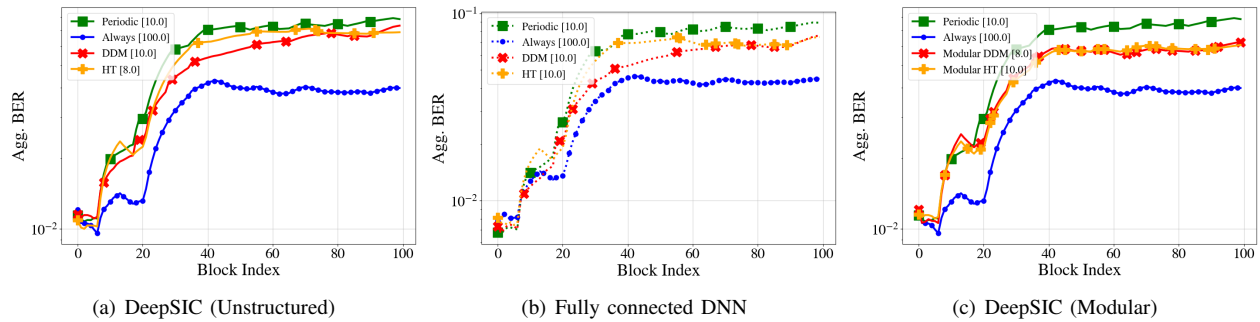 Periodic [10.0]
Always [100.0]
DDM [10.0]
HT [8.0]
Agg. BER
10⁻²
0
20
40
60
80
100
Block Index
(a) DeepSIC (Unstructured)
10⁻¹
Periodic [10.0]
Always [100.0]
DDM [10.0]
HT [10.0]
Agg. BER
10⁻²
0
20
40
60
80
100
Block Index
(b) Fully connected DNN
Periodic [10.0]
Always [100.0]
Modular DDM [8.0]
Modular HT [10.0]
Agg. BER
10⁻²
0
20
40
60
80
100
Block Index
(c) DeepSIC (Modular)